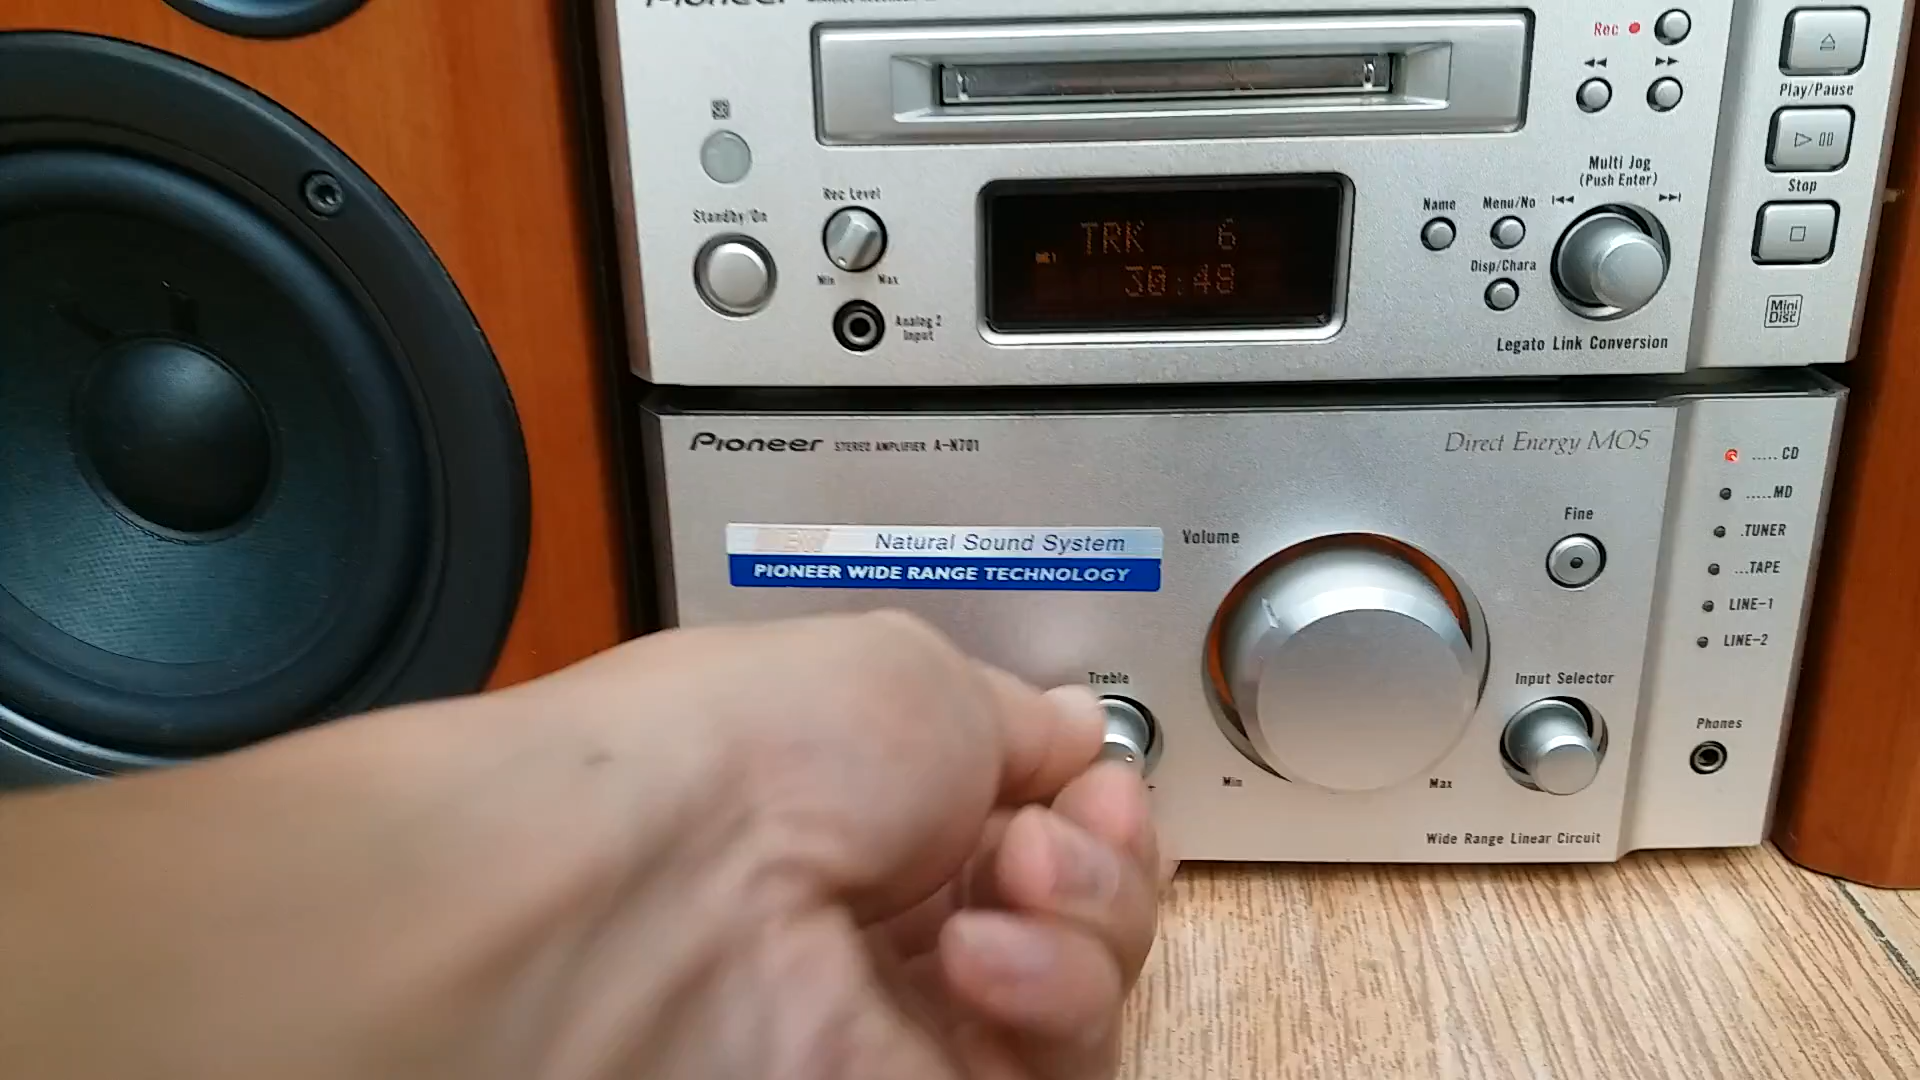 Pioneer
Rec
Play/Pause
Multi Jog
(Push Enter)
Stop
Rec Level
Name
Menu/No
Standby/On
TRK 6
30:48
Min
Max
Disp/Chara
Analog 2
Input
Mini
Disc
Legato Link Conversion
Pioneer STEREO AMPLIFIER A-N701
Direct Energy MOS
CD
MD
TUNER
TAPE
LINE-1
LINE-2
Natural Sound System
PIONEER WIDE RANGE TECHNOLOGY
Volume
Fine
Treble
Input Selector
Phones
Min
Max
Wide Range Linear Circuit